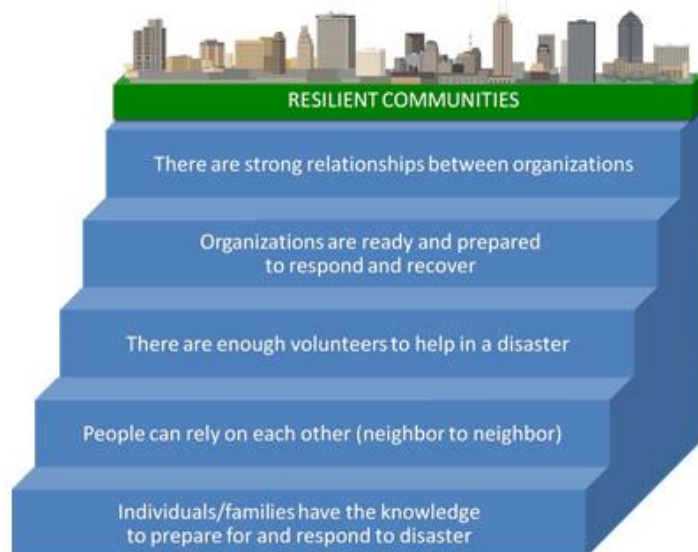 RESILIENT COMMUNITIES
There are strong relationships between organizations
Organizations are ready and prepared
to respond and recover
There are enough volunteers to help in a disaster
People can rely on each other (neighbor to neighbor)
Individuals/families have the knowledge
to prepare for and respond to disaster